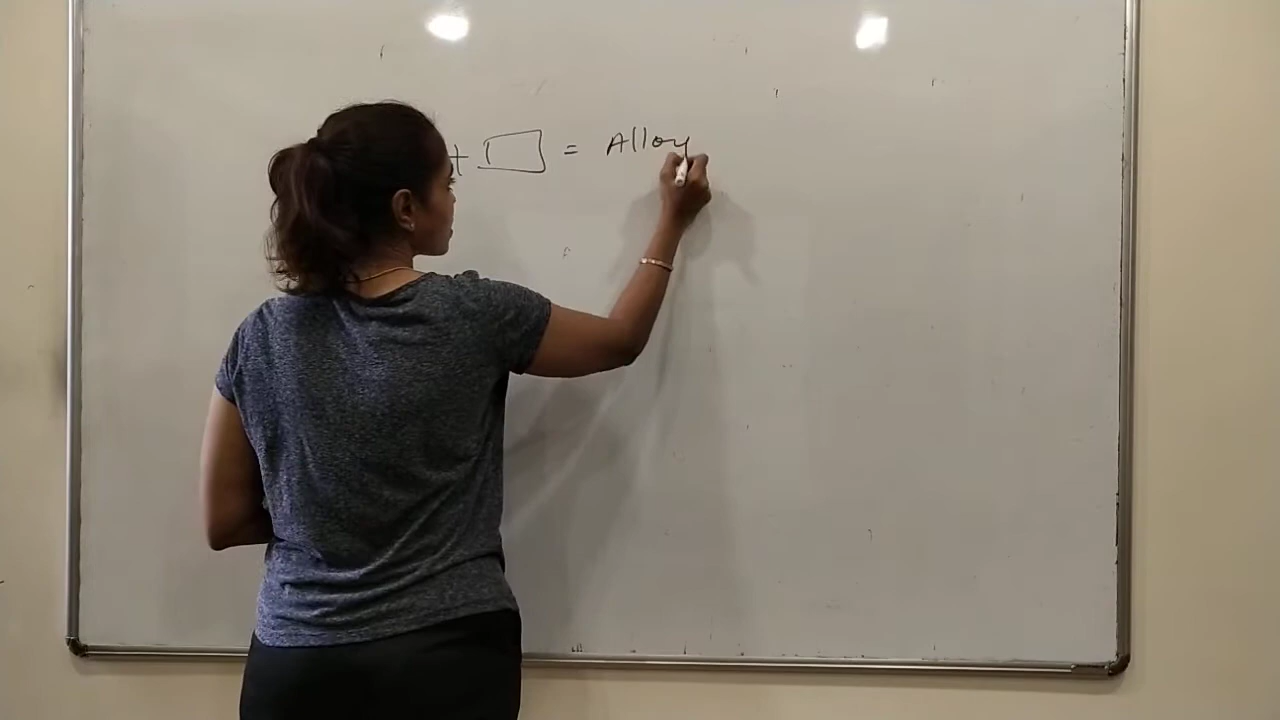 + = Alloy